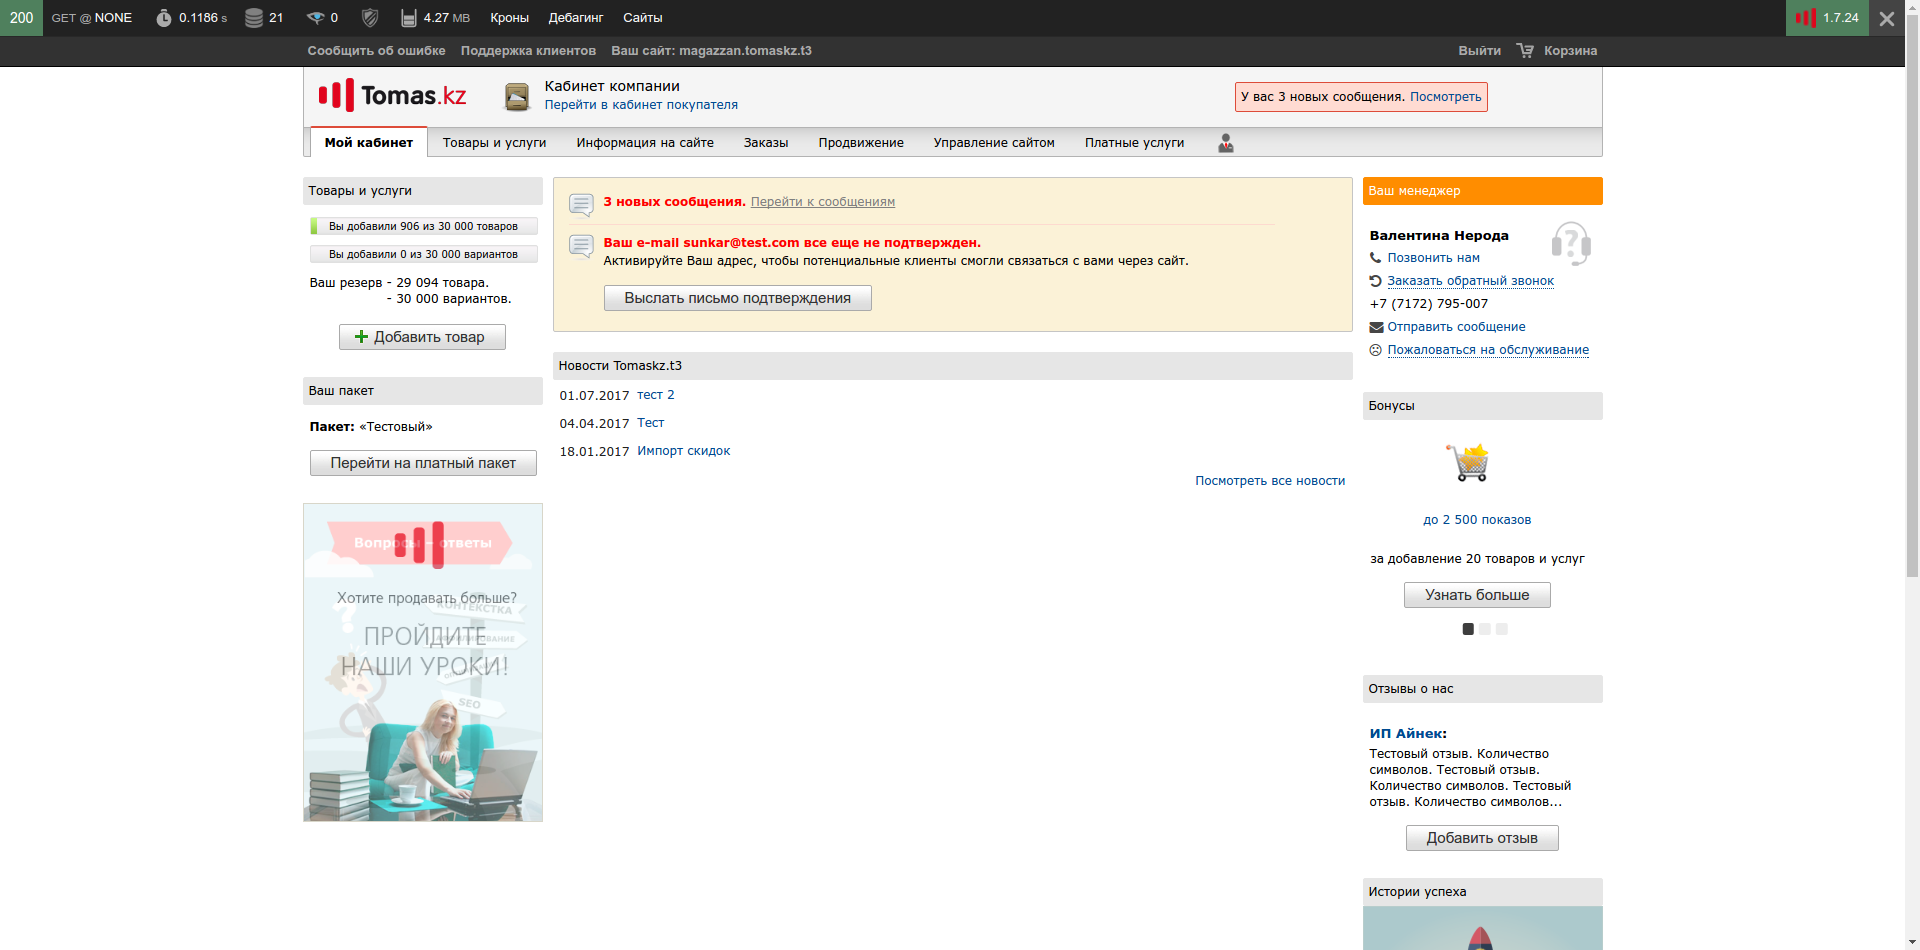 200 GET @ NONE 0.1186 s 21 0 4.27 MB Кроны Дебагинг Сайты 1.7.24
Сообщить об ошибке Поддержка клиентов Ваш сайт: magazzan.tomaskz.t3 Выйти Корзина
Tomas.kz
Кабинет компании
Перейти в кабинет покупателя
У вас 3 новых сообщения. Посмотреть
Мой кабинет Товары и услуги Информация на сайте Заказы Продвижение Управление сайтом Платные услуги
Товары и услуги
Вы добавили 906 из 30 000 товаров
Вы добавили 0 из 30 000 вариантов
Ваш резерв - 29 094 товара.
- 30 000 вариантов.
Добавить товар
Ваш пакет
Пакет: «Тестовый»
Перейти на платный пакет
Вопросы – ответы
Хотите продавать больше?
КОНТЕКСТКА
ПРОЙДИТЕ
НАШИ УРОКИ!
SEO
3 новых сообщения. Перейти к сообщениям
Ваш e-mail sunkar@test.com все еще не подтвержден.
Активируйте Ваш адрес, чтобы потенциальные клиенты смогли связаться с вами через сайт.
Выслать письмо подтверждения
Новости Tomaskz.t3
01.07.2017 тест 2
04.04.2017 Тест
18.01.2017 Импорт скидок
Посмотреть все новости
Ваш менеджер
Валентина Нерода
Позвонить нам
Заказать обратный звонок
+7 (7172) 795-007
Отправить сообщение
Пожаловаться на обслуживание
Бонусы
до 2 500 показов
за добавление 20 товаров и услуг
Узнать больше
Отзывы о нас
ИП Айнек:
Тестовый отзыв. Количество
символов. Тестовый отзыв.
Количество символов. Тестовый
отзыв. Количество символов...
Добавить отзыв
Истории успеха